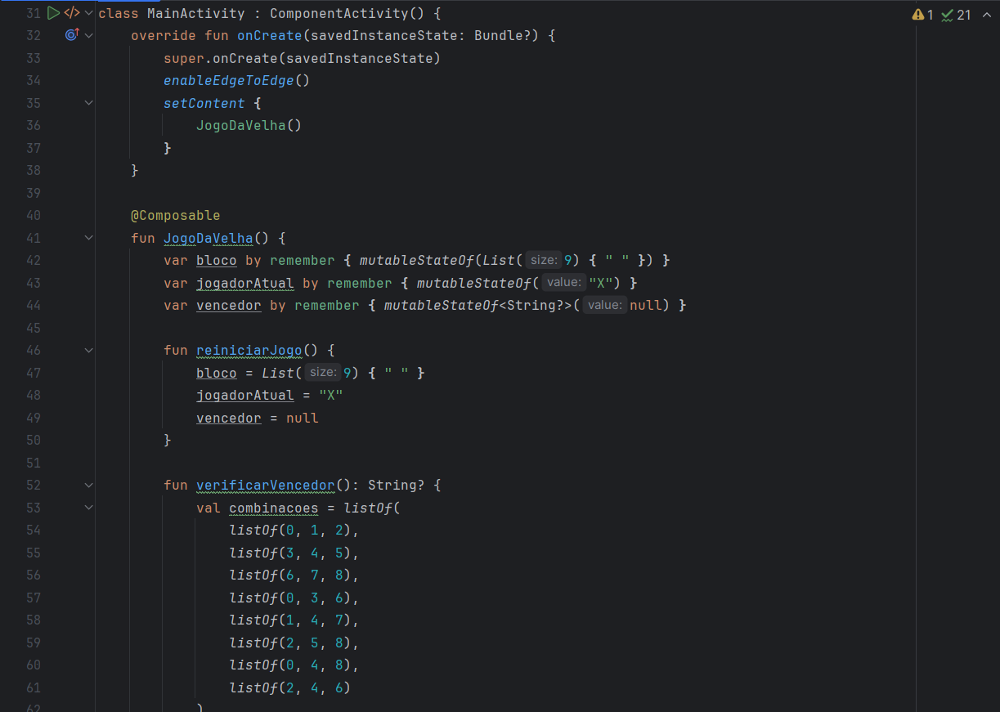 31 class MainActivity : ComponentActivity() { 1 21
32     override fun onCreate(savedInstanceState: Bundle?) {
33         super.onCreate(savedInstanceState)
34         enableEdgeToEdge()
35         setContent {
36             JogoDaVelha()
37         }
38     }
39
40     @Composable
41     fun JogoDaVelha() {
42         var bloco by remember { mutableStateOf(List( size: 9) { " " }) }
43         var jogadorAtual by remember { mutableStateOf( value: "X") }
44         var vencedor by remember { mutableStateOf<String?>( value: null) }
45
46         fun reiniciarJogo() {
47             bloco = List( size: 9) { " " }
48             jogadorAtual = "X"
49             vencedor = null
50         }
51
52         fun verificarVencedor(): String? {
53             val combinacoes = listOf(
54                 listOf(0, 1, 2),
55                 listOf(3, 4, 5),
56                 listOf(6, 7, 8),
57                 listOf(0, 3, 6),
58                 listOf(1, 4, 7),
59                 listOf(2, 5, 8),
60                 listOf(0, 4, 8),
61                 listOf(2, 4, 6)
62             )